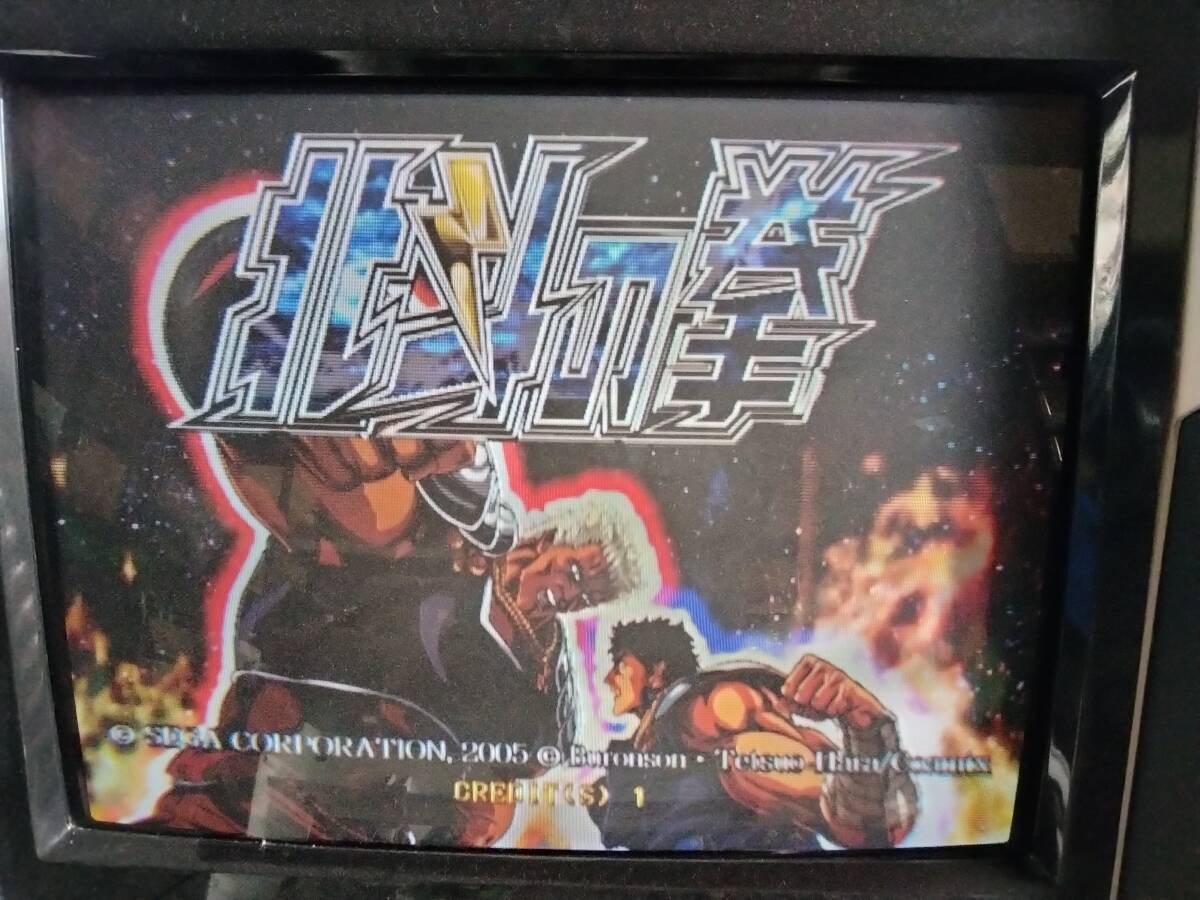 北斗の拳
© SEGA CORPORATION, 2005 © Buronson・Tetsuo Hara/Coamix
CREDIT(S) 1